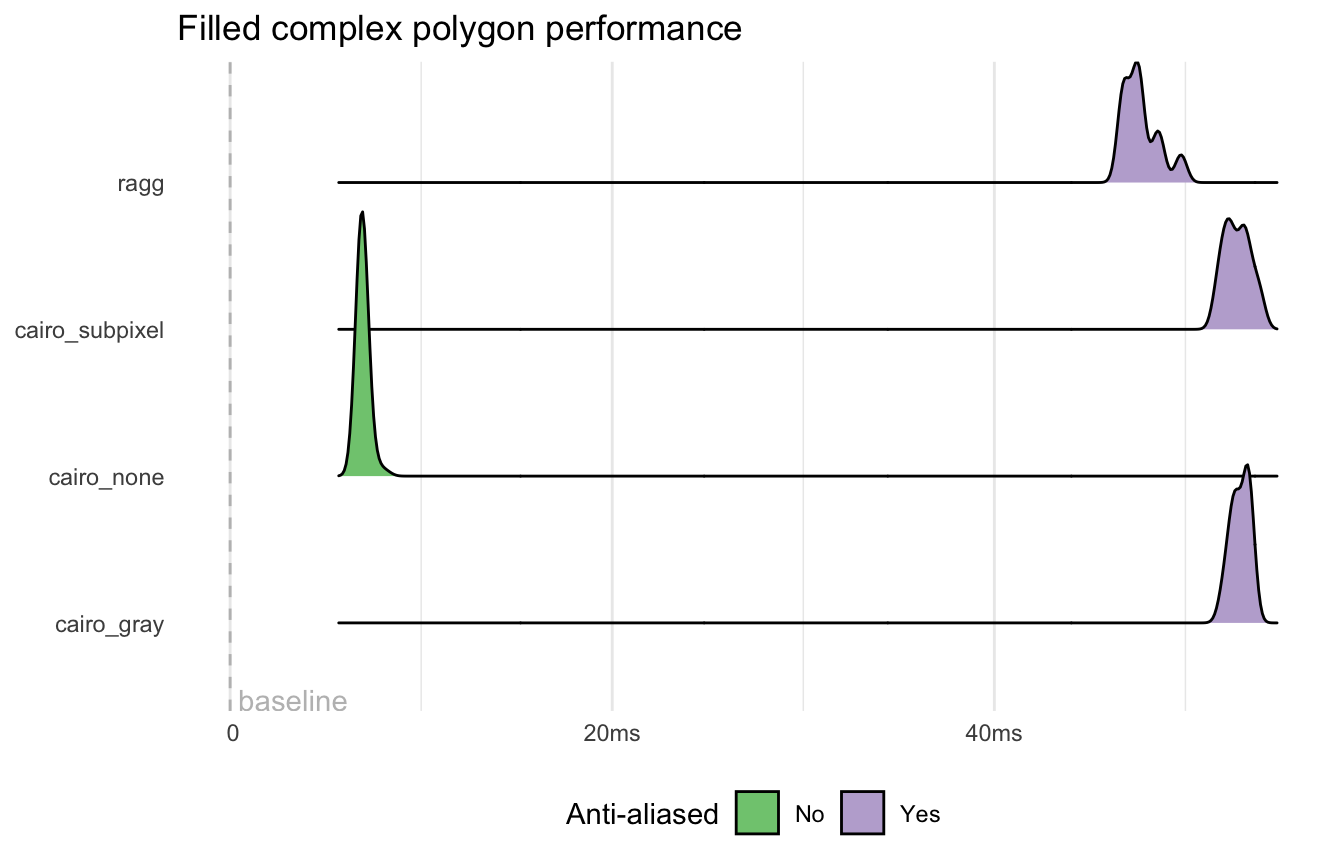 Filled complex polygon performance
ragg
cairo_subpixel
cairo_none
cairo_gray
baseline
0 20ms 40ms
Anti-aliased No Yes